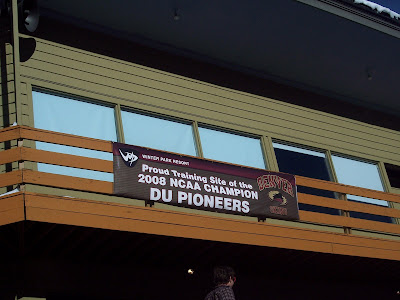 WINTER PARK RESORT
Proud Training Site of the
2008 NCAA CHAMPION
DU PIONEERS
DENVER